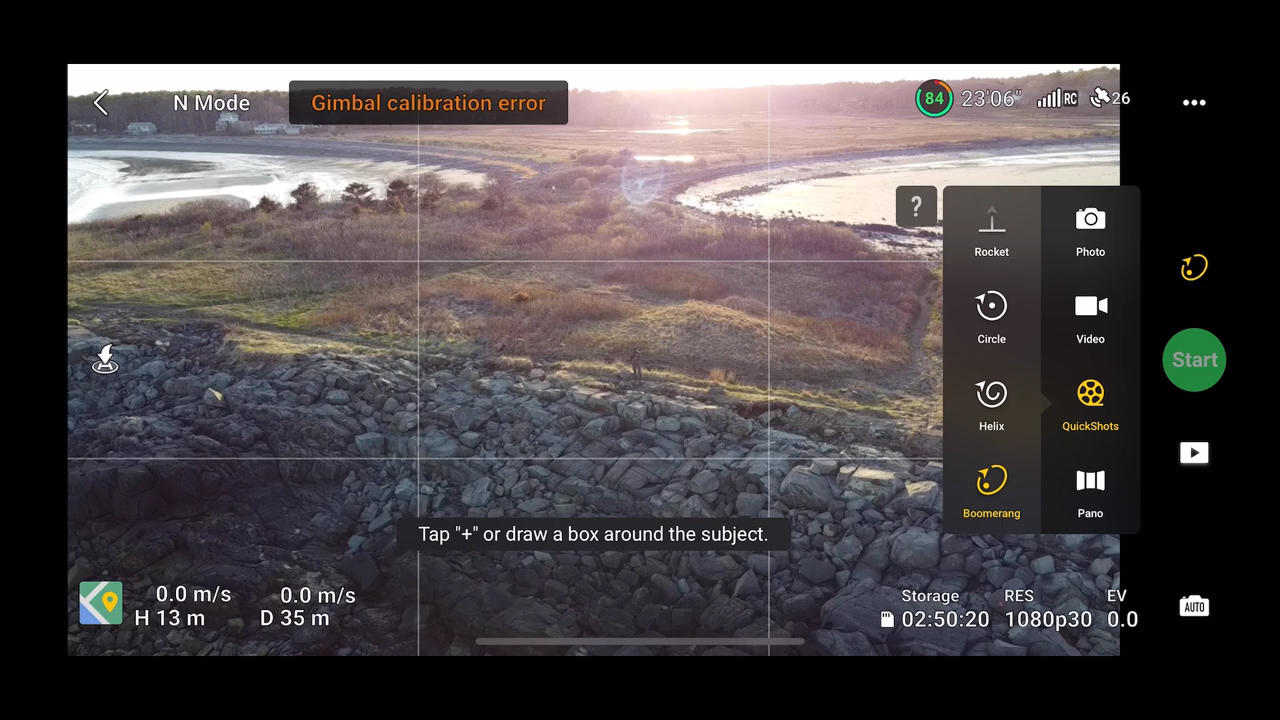 N Mode
Gimbal calibration error
84
23'06"
RC
26
?
Rocket
Photo
Circle
Video
Start
Helix
QuickShots
Boomerang
Pano
Tap "+" or draw a box around the subject.
0.0 m/s
0.0 m/s
H 13 m
D 35 m
Storage
RES
EV
02:50:20
1080p30
0.0
AUTO